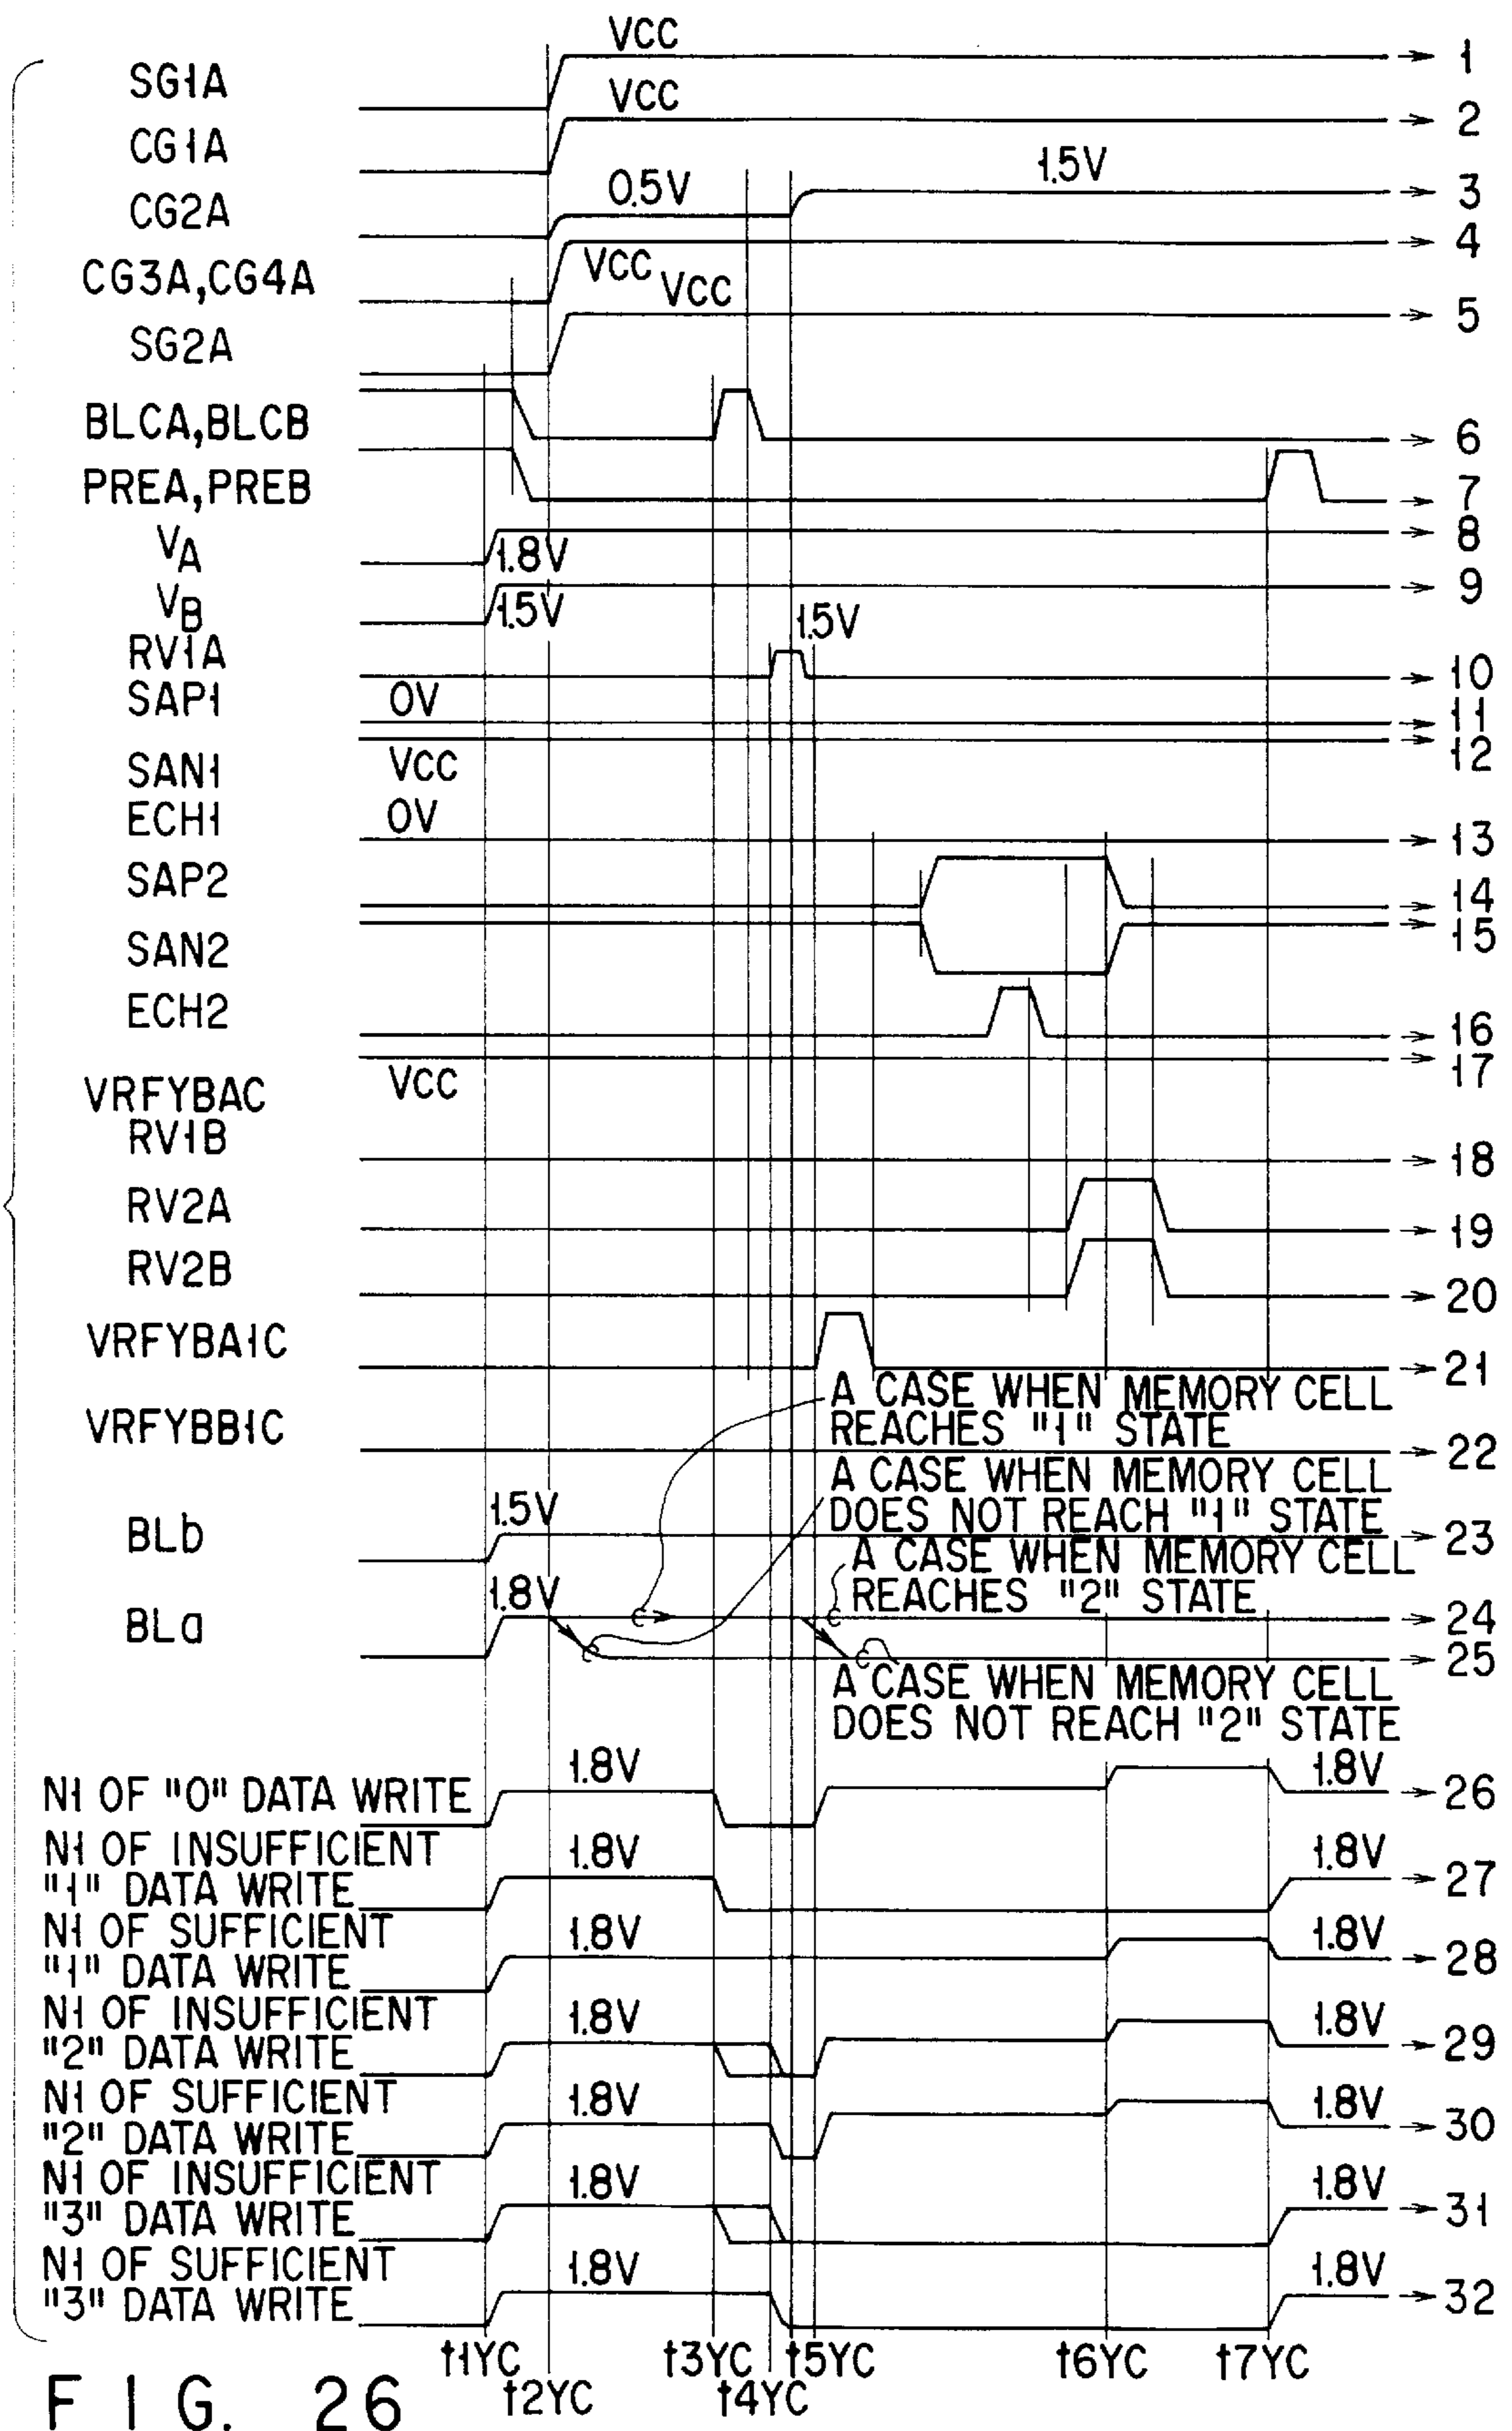 VCC → 1
SG1A
VCC → 2
CG1A
0.5V 1.5V → 3
CG2A
→ 4
CG3A,CG4A VCC
VCC → 5
SG2A
BLCA,BLCB → 6
PREA,PREB → 7
VA 1.8V → 8
VB 1.5V → 9
RV1A 1.5V → 10
SAP1 0V → 11
→ 12
SAN1 VCC
ECH1 0V → 13
SAP2 → 14
→ 15
SAN2
ECH2 → 16
→ 17
VRFYBAC VCC
RV1B → 18
RV2A → 19
RV2B → 20
VRFYBA1C → 21
A CASE WHEN MEMORY CELL
REACHES "1" STATE
VRFYBB1C → 22
A CASE WHEN MEMORY CELL
DOES NOT REACH "1" STATE
BLb 1.5V → 23
A CASE WHEN MEMORY CELL
REACHES "2" STATE
BLa 1.8V → 24
→ 25
A CASE WHEN MEMORY CELL
DOES NOT REACH "2" STATE
N1 OF "0" DATA WRITE 1.8V 1.8V → 26
N1 OF INSUFFICIENT
"1" DATA WRITE 1.8V 1.8V → 27
N1 OF SUFFICIENT
"1" DATA WRITE 1.8V 1.8V → 28
N1 OF INSUFFICIENT
"2" DATA WRITE 1.8V 1.8V → 29
N1 OF SUFFICIENT
"2" DATA WRITE 1.8V 1.8V → 30
N1 OF INSUFFICIENT
"3" DATA WRITE 1.8V 1.8V → 31
N1 OF SUFFICIENT
"3" DATA WRITE 1.8V 1.8V → 32
t1YC t3YC t5YC t6YC t7YC
t2YC t4YC
FIG. 26